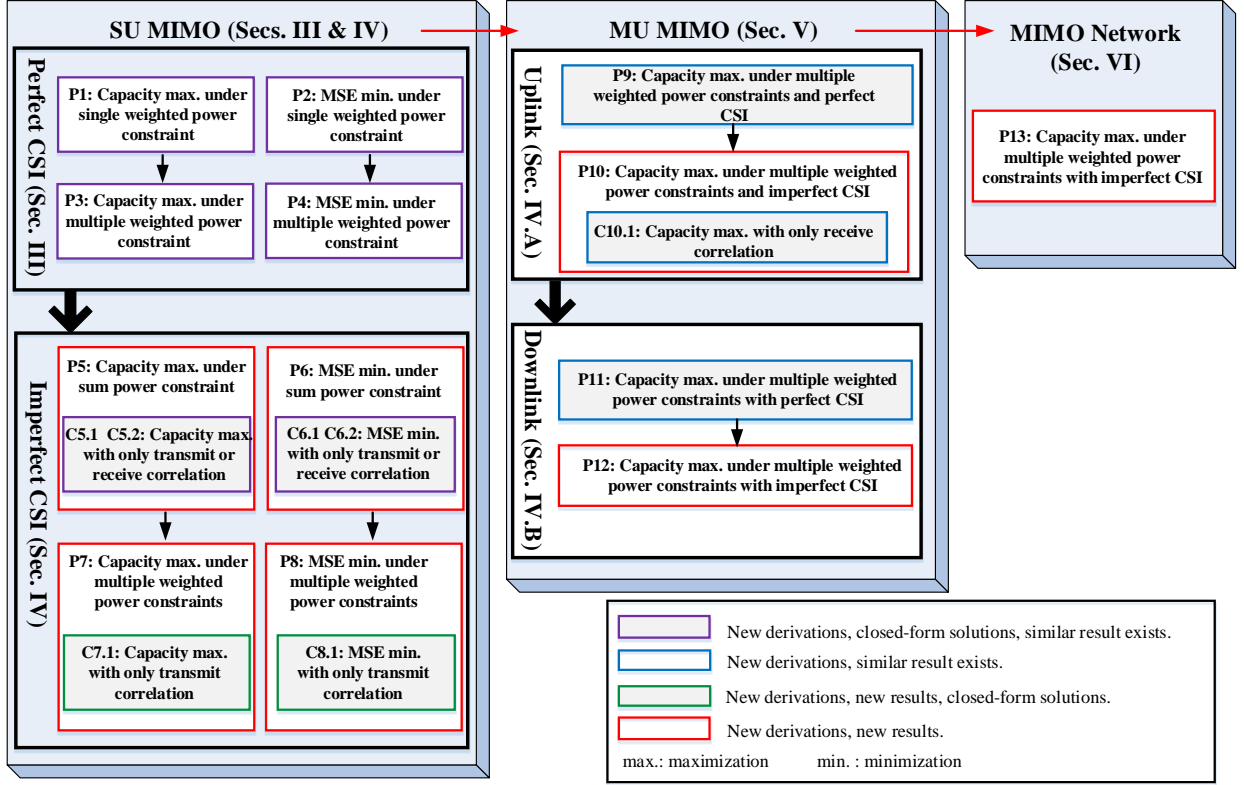 SU MIMO (Secs. III & IV)
Perfect CSI (Sec. III)
P1: Capacity max. under
single weighted power
constraint
P2: MSE min. under
single weighted power
constraint
P3: Capacity max. under
multiple weighted power
constraint
P4: MSE min. under
multiple weighted power
constraint
Imperfect CSI (Sec. IV)
P5: Capacity max. under
sum power constraint
C5.1 C5.2: Capacity max.
with only transmit or
receive correlation
P6: MSE min. under
sum power constraint
C6.1 C6.2: MSE min.
with only transmit or
receive correlation
P7: Capacity max. under
multiple weighted
power constraints
C7.1: Capacity max.
with only transmit
correlation
P8: MSE min. under
multiple weighted
power constraints
C8.1: MSE min.
with only transmit
correlation
MU MIMO (Sec. V)
Uplink (Sec. IV.A)
P9: Capacity max. under multiple
weighted power constraints and perfect
CSI
P10: Capacity max. under multiple weighted
power constraints and imperfect CSI
C10.1: Capacity max. with only receive
correlation
Downlink (Sec. IV.B)
P11: Capacity max. under multiple weighted
power constraints with perfect CSI
P12: Capacity max. under multiple weighted
power constraints with imperfect CSI
MIMO Network
(Sec. VI)
P13: Capacity max. under
multiple weighted power
constraints with imperfect CSI
New derivations, closed-form solutions, similar result exists.
New derivations, similar result exists.
New derivations, new results, closed-form solutions.
New derivations, new results.
max.: maximization min. : minimization